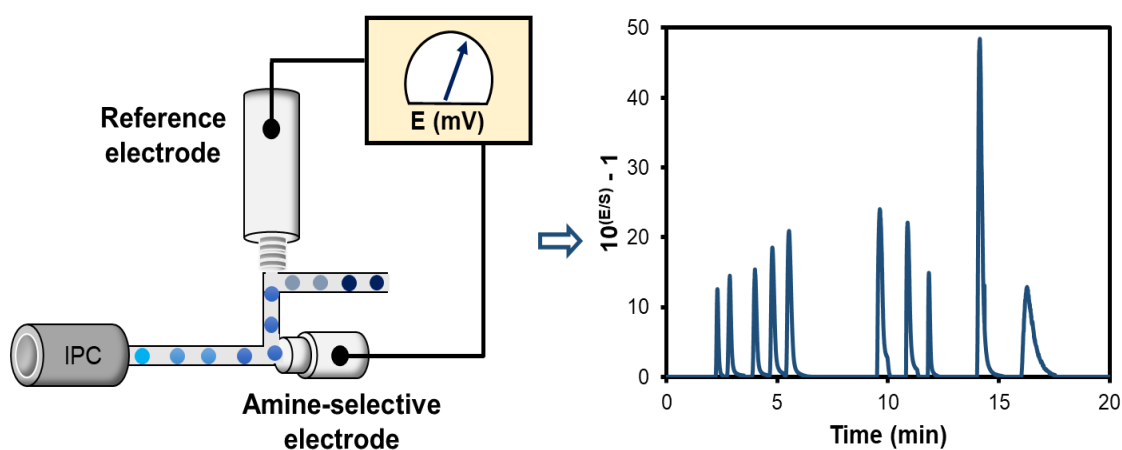 Reference
electrode
E (mV)
IPC
Amine-selective
electrode
10^(E/S) - 1
50
40
30
20
10
0
0 5 10 15 20
Time (min)